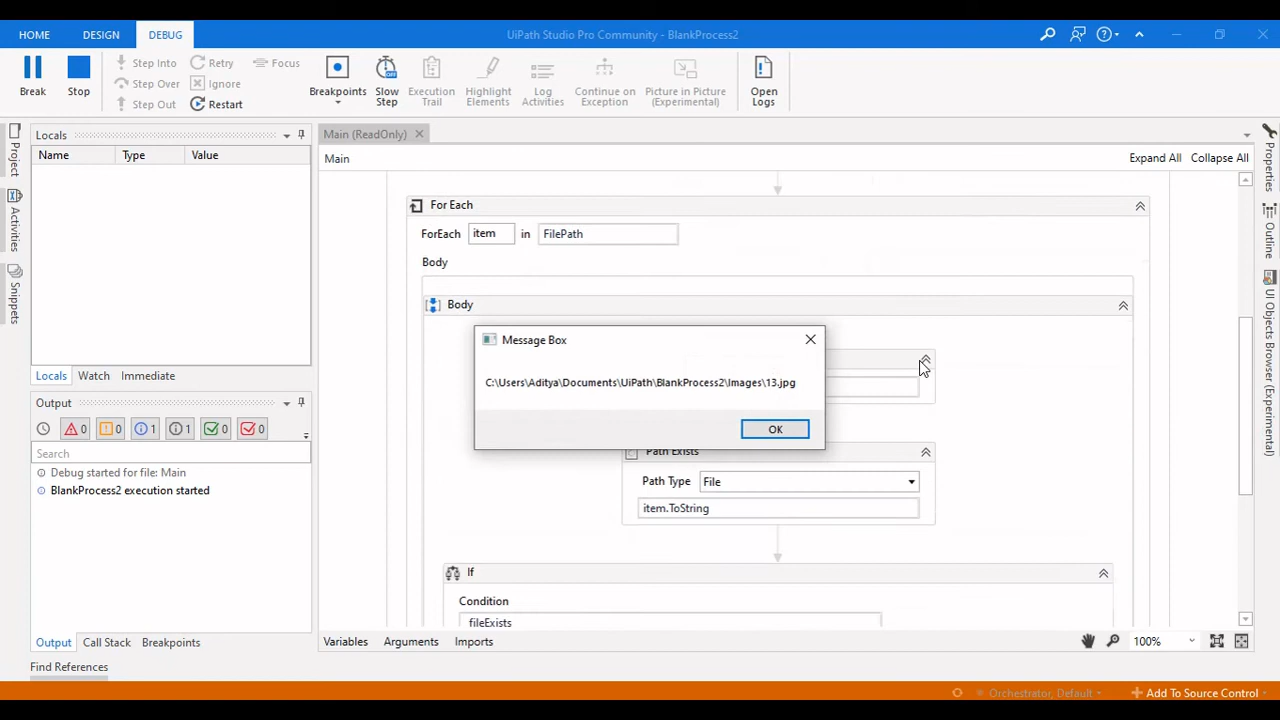 HOME DESIGN DEBUG UiPath Studio Pro Community - BlankProcess2
Break
Stop
Step Into
Step Over
Step Out
Retry
Ignore
Restart
Focus
Breakpoints
Slow
Step
Execution
Trail
Highlight
Elements
Log
Activities
Continue on
Exception
Picture in Picture
(Experimental)
Open
Logs
Project
Activities
Snippets
Locals
Name Type Value
Locals Watch Immediate
Output
0 0 1 1 0 0
Search
Debug started for file: Main
BlankProcess2 execution started
Output Call Stack Breakpoints
Find References
Main (ReadOnly)
Main Expand All Collapse All
For Each
ForEach item in FilePath
Body
Body
Message Box
C:\Users\Aditya\Documents\UiPath\BlankProcess2\Images\13.jpg
OK
Path Exists
Path Type File
item.ToString
If
Condition
fileExists
Variables Arguments Imports 100%
Properties
Outline
UI Objects Browser (Experimental)
Orchestrator, Default Add To Source Control